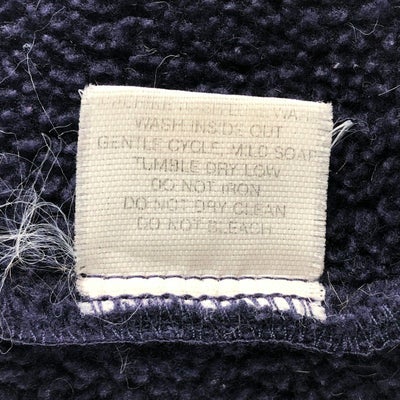 WASH INSIDE OUT
GENTLE CYCLE MILD SOAP
TUMBLE DRY LOW
DO NOT IRON
DO NOT DRY CLEAN
DO NOT BLEACH